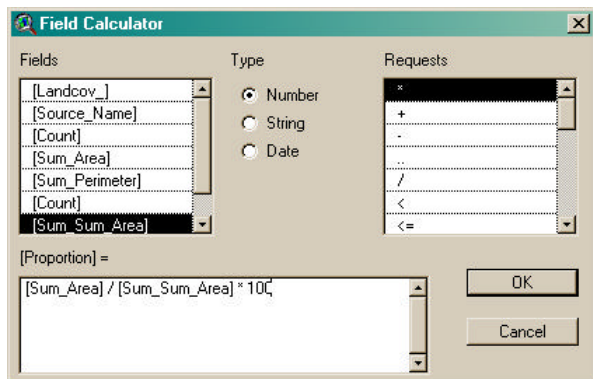 Field Calculator
Fields
Type
Requests
[Landcov_]
[Source_Name]
[Count]
[Sum_Area]
[Sum_Perimeter]
[Count]
[Sum_Sum_Area]
Number
String
Date
*
+
-
..
/
<
<=
[Proportion] =
[Sum_Area] / [Sum_Sum_Area] * 100
OK
Cancel